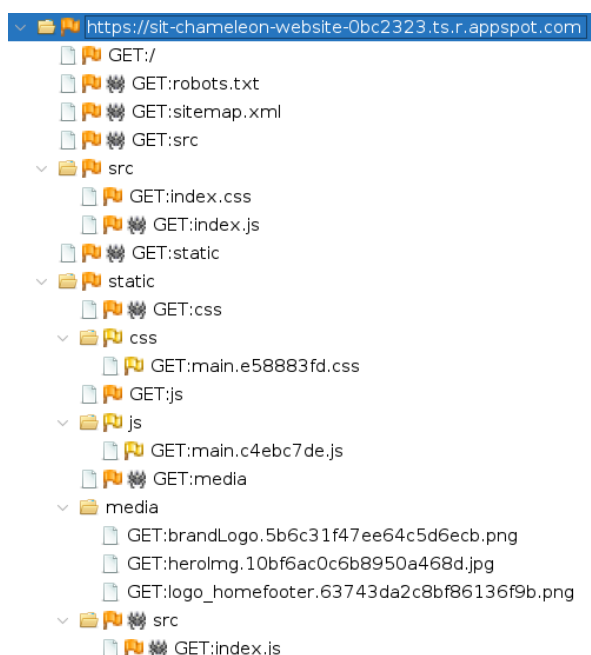 https://sit-chameleon-website-0bc2323.ts.r.appspot.com
GET:/
GET:robots.txt
GET:sitemap.xml
GET:src
src
GET:index.css
GET:index.js
GET:static
static
GET:css
css
GET:main.e58883fd.css
GET:js
js
GET:main.c4ebc7de.js
GET:media
media
GET:brandLogo.5b6c31f47ee64c5d6ecb.png
GET:heroImg.10bf6ac0c6b8950a468d.jpg
GET:logo_homefooter.63743da2c8bf86136f9b.png
src
GET:index.js